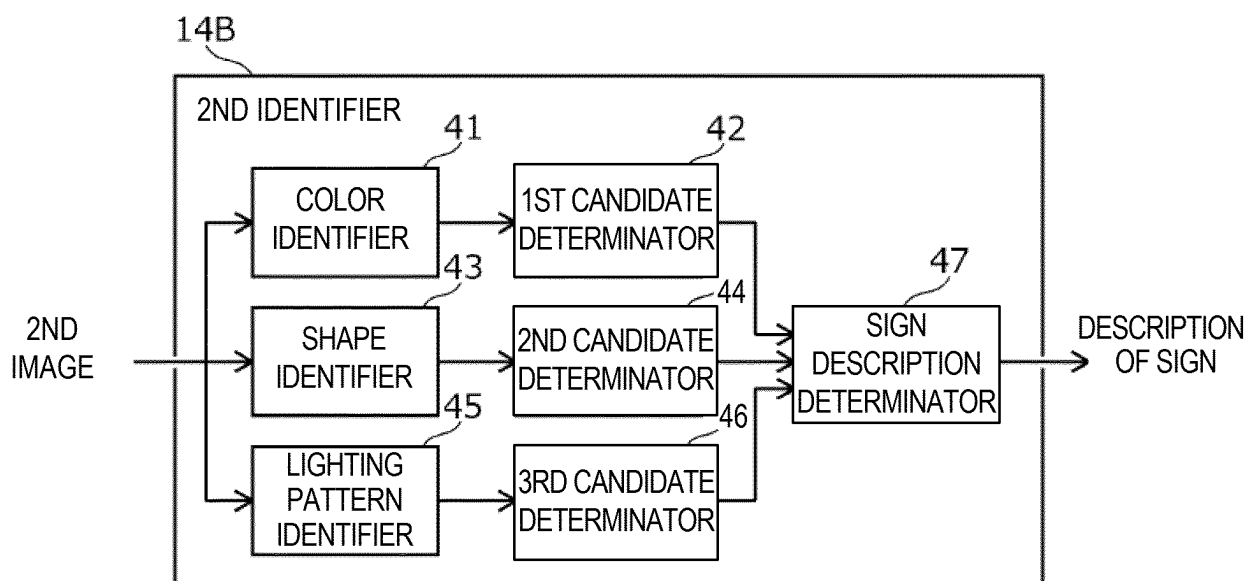 14B
2ND IDENTIFIER
41
COLOR
IDENTIFIER
42
1ST CANDIDATE
DETERMINATOR
43
SHAPE
IDENTIFIER
44
2ND CANDIDATE
DETERMINATOR
45
LIGHTING
PATTERN
IDENTIFIER
46
3RD CANDIDATE
DETERMINATOR
47
SIGN
DESCRIPTION
DETERMINATOR
2ND
IMAGE
DESCRIPTION
OF SIGN